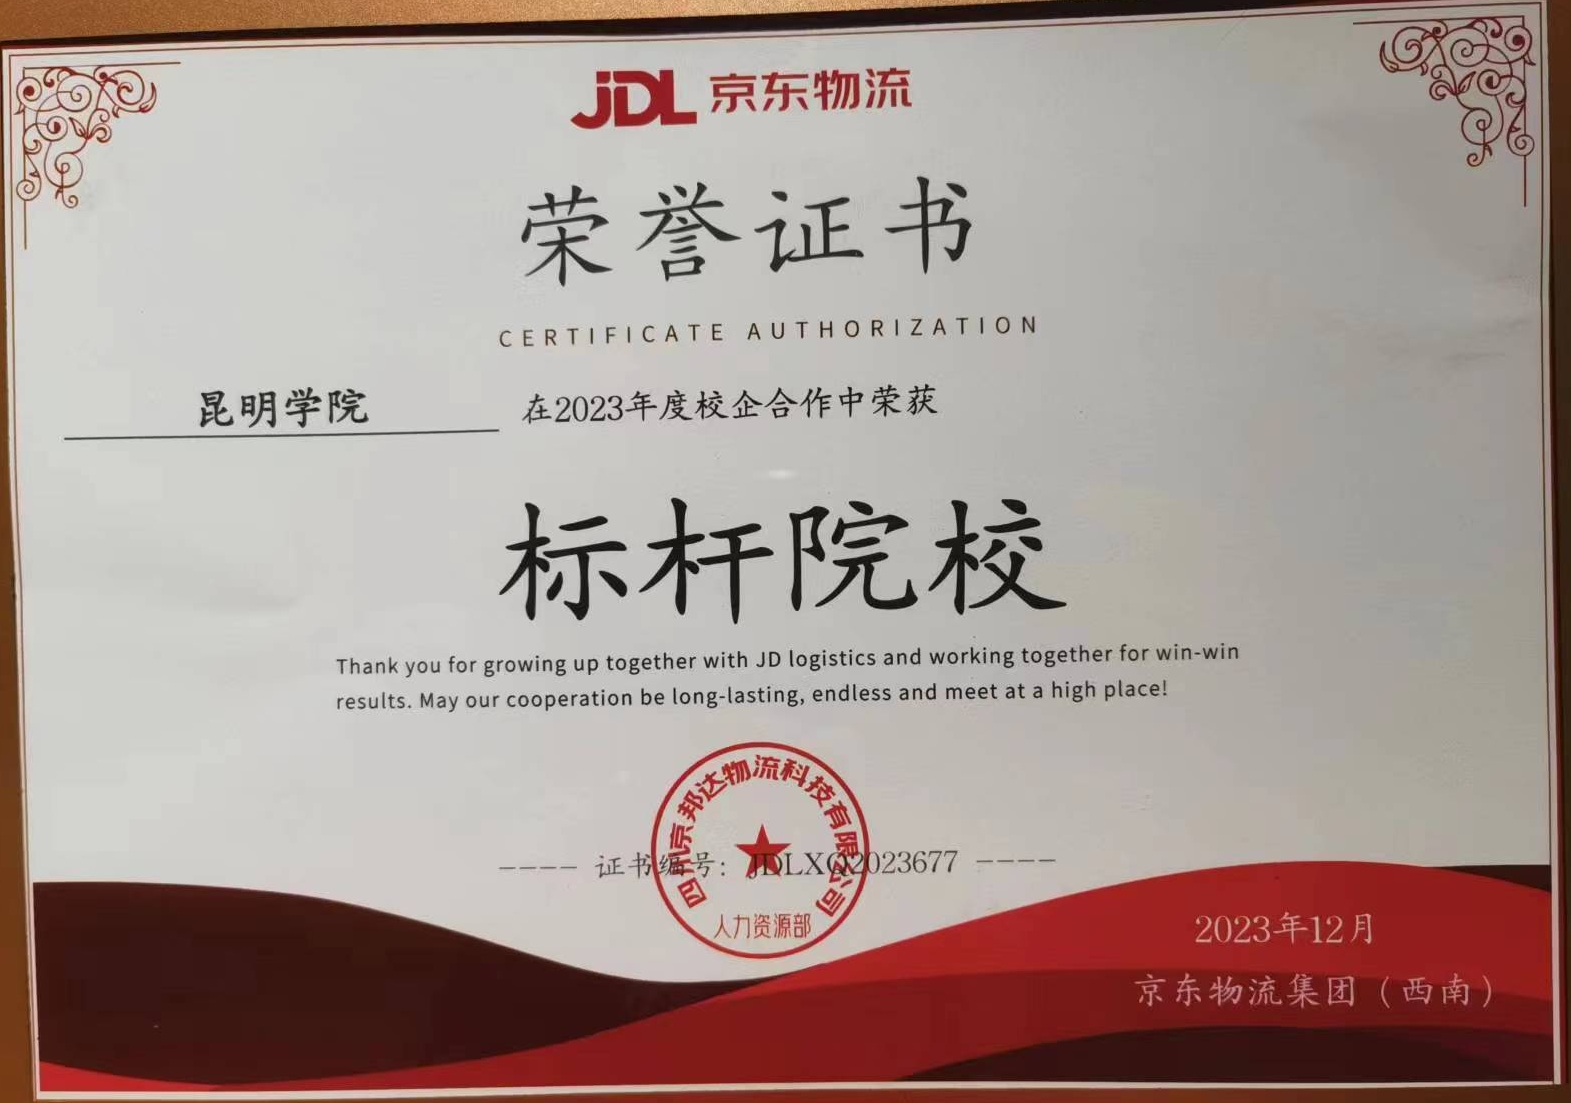 JDL 京东物流
荣誉证书
CERTIFICATE AUTHORIZATION
昆明学院 在2023年度校企合作中荣获
标杆院校
Thank you for growing up together with JD logistics and working together for win-win
results. May our cooperation be long-lasting, endless and meet at a high place!
四川京邦达物流科技有限公司
---- 证书编号: JDLXQ2023677 ----
人力资源部
2023年12月
京东物流集团（西南）